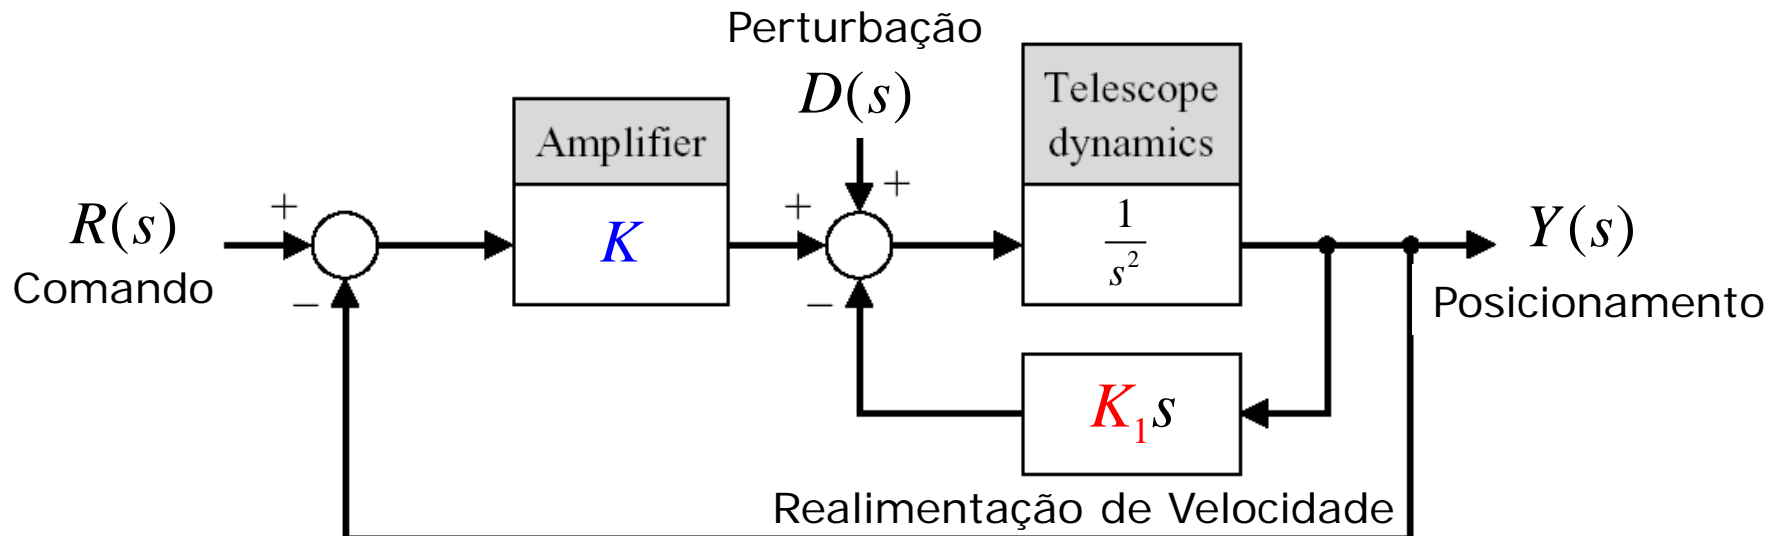 Perturbação
D(s)
Telescope
dynamics
Amplifier
R(s)
Comando
+
−
K
+
+
−
1
s²
Y(s)
Posicionamento
K₁s
Realimentação de Velocidade